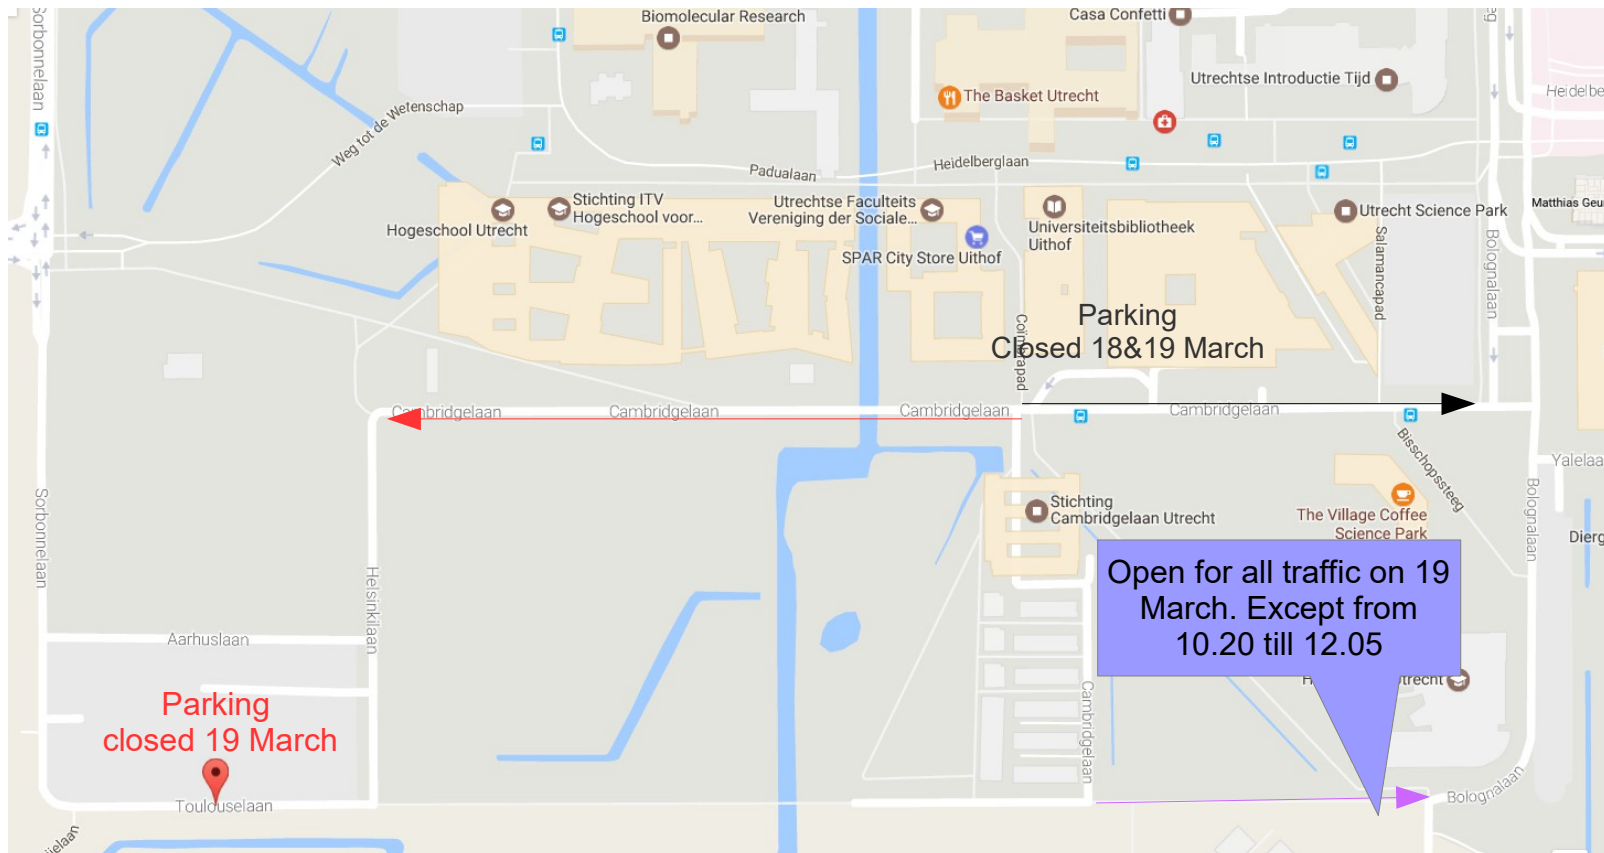 Sorbonnelaan
Biomolecular Research
Casa Confetti
Utrechtse Introductie Tijd
The Basket Utrecht
Heidelbe
Weg tot de Wetenschap
Padualaan
Heidelberglaan
Stichting ITV
Hogeschool voor...
Hogeschool Utrecht
Utrechtse Faculteits
Vereniging der Sociale...
SPAR City Store Uithof
Universiteitsbibliotheek
Uithof
Utrecht Science Park
Matthias Geu
Salamancapad
Bolognalaan
Parking
Closed 18&19 March
Coïmbrapad
Cambridgelaan
Cambridgelaan
Cambridgelaan
Cambridgelaan
Bisschopssteeg
Yalelaa
Sorbonnelaan
Stichting
Cambridgelaan Utrecht
The Village Coffee
Science Park
Bolognalaan
Dierg
Open for all traffic on 19
March. Except from
10.20 till 12.05
Helsinkilaan
Aarhuslaan
Cambridgelaan
Parking
closed 19 March
Toulouselaan
Bolognalaan